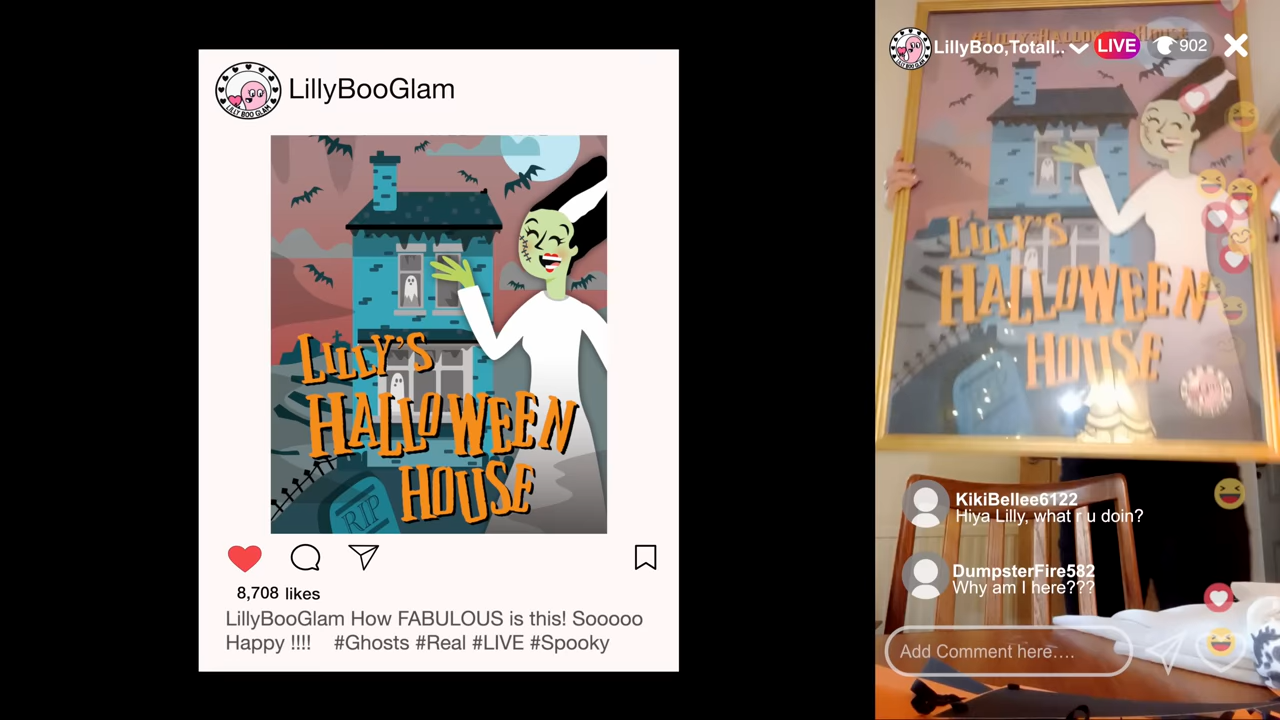 LillyBooGlam
LILLY BOO GLAM
LILLY'S
HALLOWEEN
HOUSE
RIP
8,708 likes
LillyBooGlam How FABULOUS is this! Sooooo
Happy !!!! #Ghosts #Real #LIVE #Spooky
LillyBoo,Totall.. LIVE 902
#LILLYSHALLOWEENHOUSE
LILLY'S
HALLOWEEN
HOUSE
KikiBellee6122
Hiya Lilly, what r u doin?
DumpsterFire582
Why am I here???
Add Comment here....